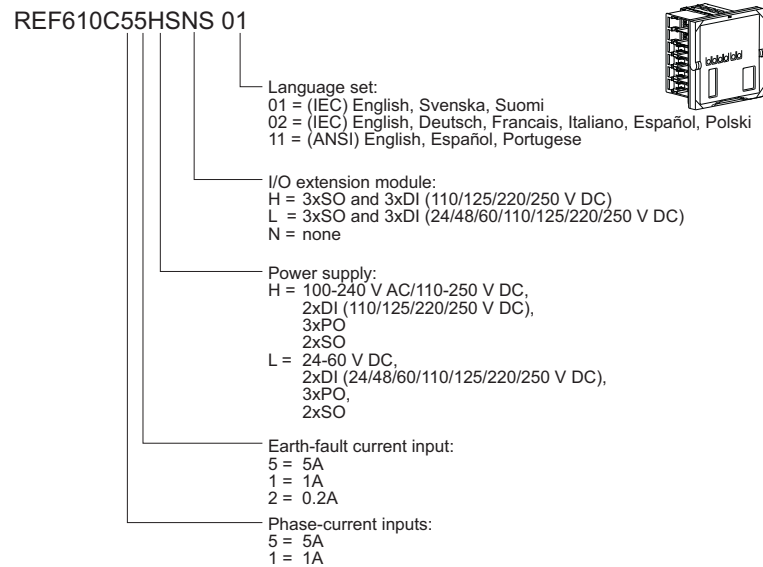 REF610C55HSNS 01
Language set:
01 = (IEC) English, Svenska, Suomi
02 = (IEC) English, Deutsch, Francais, Italiano, Español, Polski
11 = (ANSI) English, Español, Portugese
I/O extension module:
H = 3xSO and 3xDI (110/125/220/250 V DC)
L = 3xSO and 3xDI (24/48/60/110/125/220/250 V DC)
N = none
Power supply:
H = 100-240 V AC/110-250 V DC,
2xDI (110/125/220/250 V DC),
3xPO
2xSO
L = 24-60 V DC,
2xDI (24/48/60/110/125/220/250 V DC),
3xPO,
2xSO
Earth-fault current input:
5 = 5A
1 = 1A
2 = 0.2A
Phase-current inputs:
5 = 5A
1 = 1A